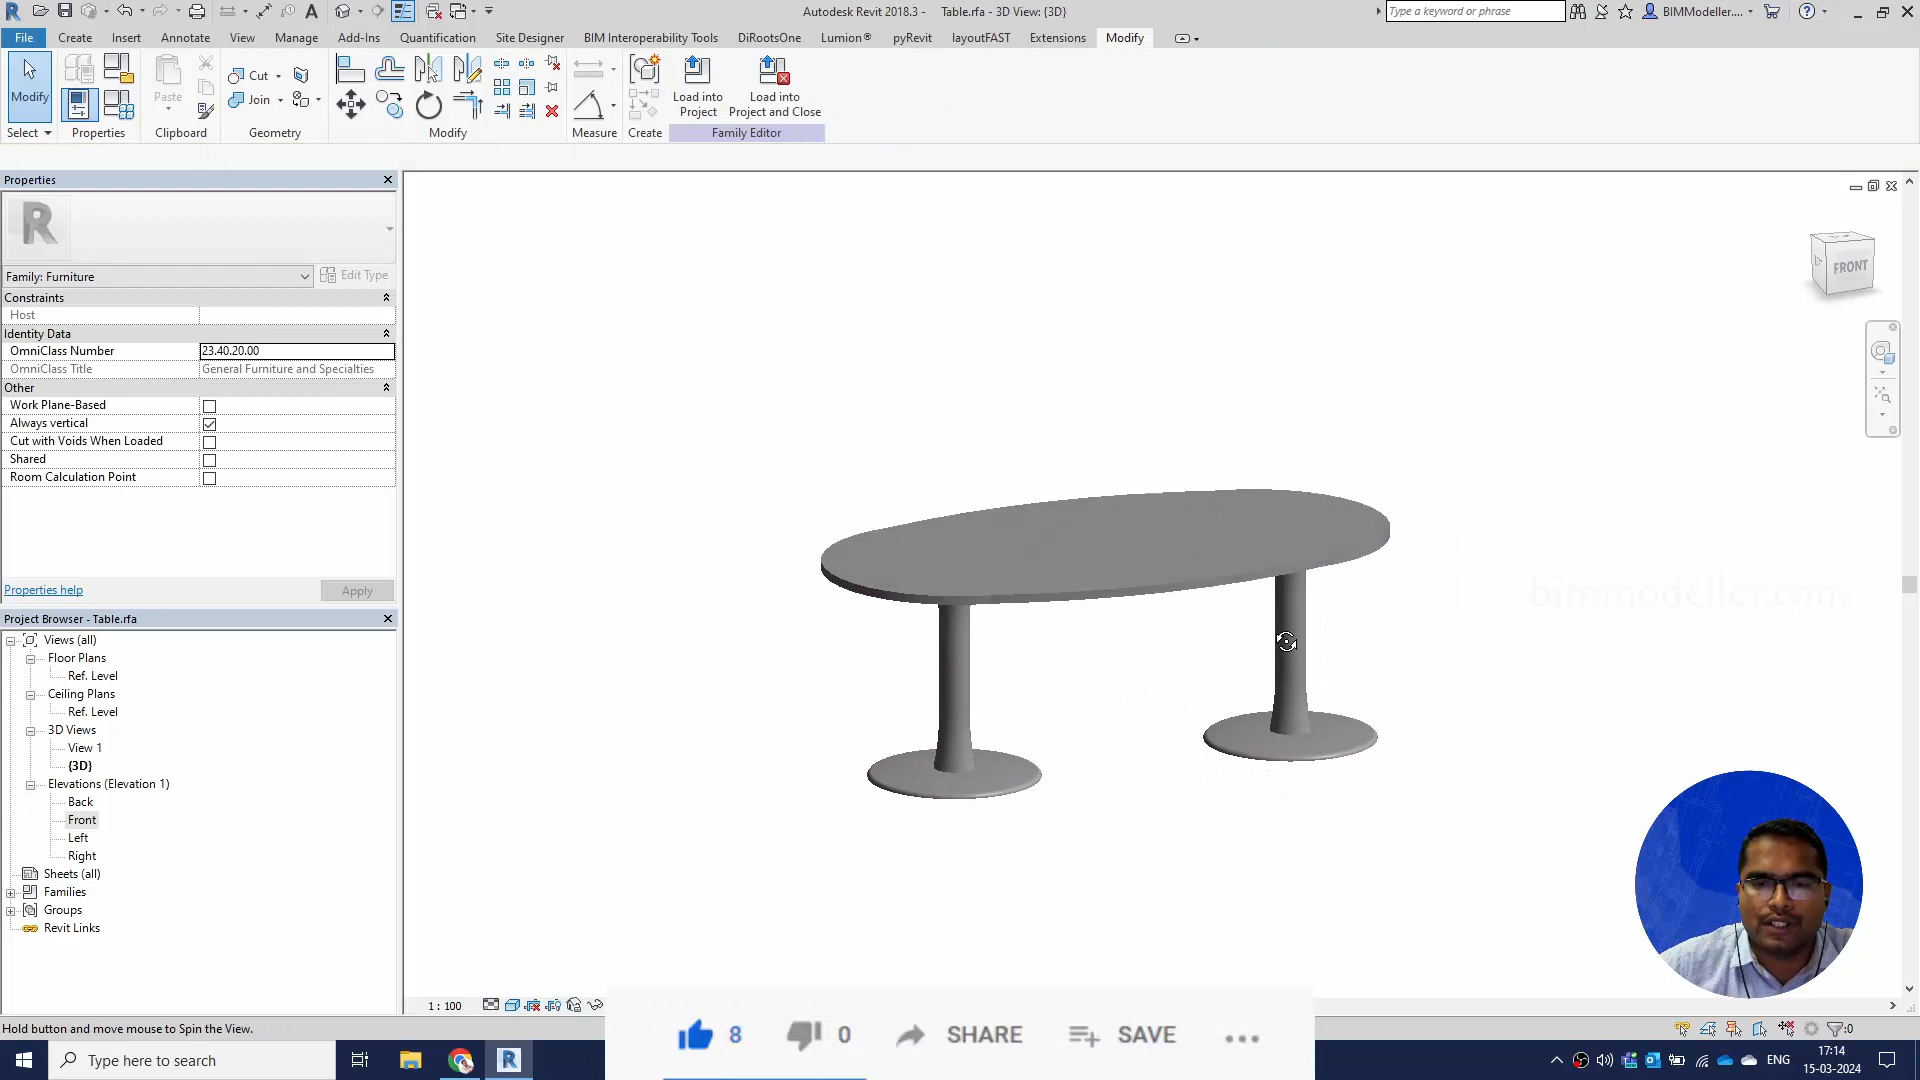 Autodesk Revit 2018.3 - Table.rfa - 3D View: {3D}
Type a keyword or phrase
BIMModeller....
File Create Insert Annotate View Manage Add-Ins Quantification Site Designer BIM Interoperability Tools DiRootsOne Lumion® pyRevit layoutFAST Extensions Modify
Modify
Paste
Cut
Join
Load into Project
Load into Project and Close
Select Properties Clipboard Geometry Modify Measure Create Family Editor
Properties
Family: Furniture
Edit Type
Constraints
Host
Identity Data
OmniClass Number 23.40.20.00
OmniClass Title General Furniture and Specialties
Other
Work Plane-Based
Always vertical
Cut with Voids When Loaded
Shared
Room Calculation Point
Properties help
Apply
Project Browser - Table.rfa
Views (all)
Floor Plans
Ref. Level
Ceiling Plans
Ref. Level
3D Views
View 1
{3D}
Elevations (Elevation 1)
Back
Front
Left
Right
Sheets (all)
Families
Groups
Revit Links
FRONT
bimmodeller.com
1 : 100
Hold button and move mouse to Spin the View.
:0
8 0 SHARE SAVE
Type here to search
ENG
17:14
15-03-2024